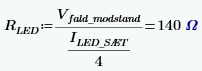 R_LED := V_fald_modstand / (I_LED_SÆT / 4) = 140 Ω